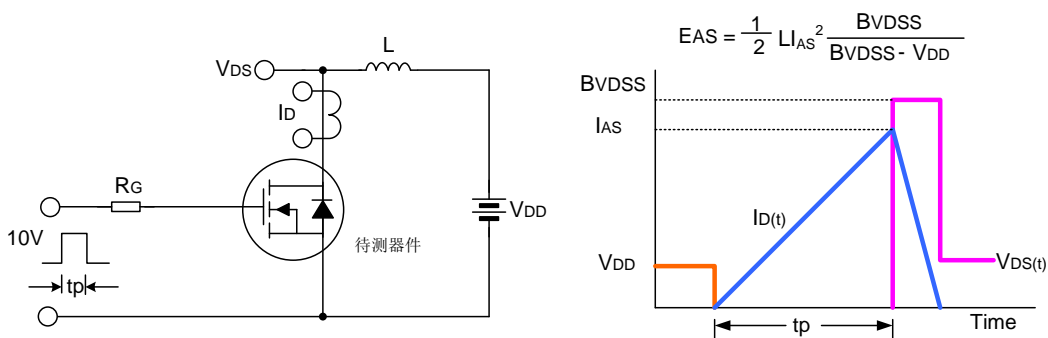 L
VDS
ID
RG
10V
tp
VDD
待测器件
EAS = 1/2 LIAS² BVDSS/BVDSS - VDD
BVDSS
IAS
ID(t)
VDD
VDS(t)
tp
Time